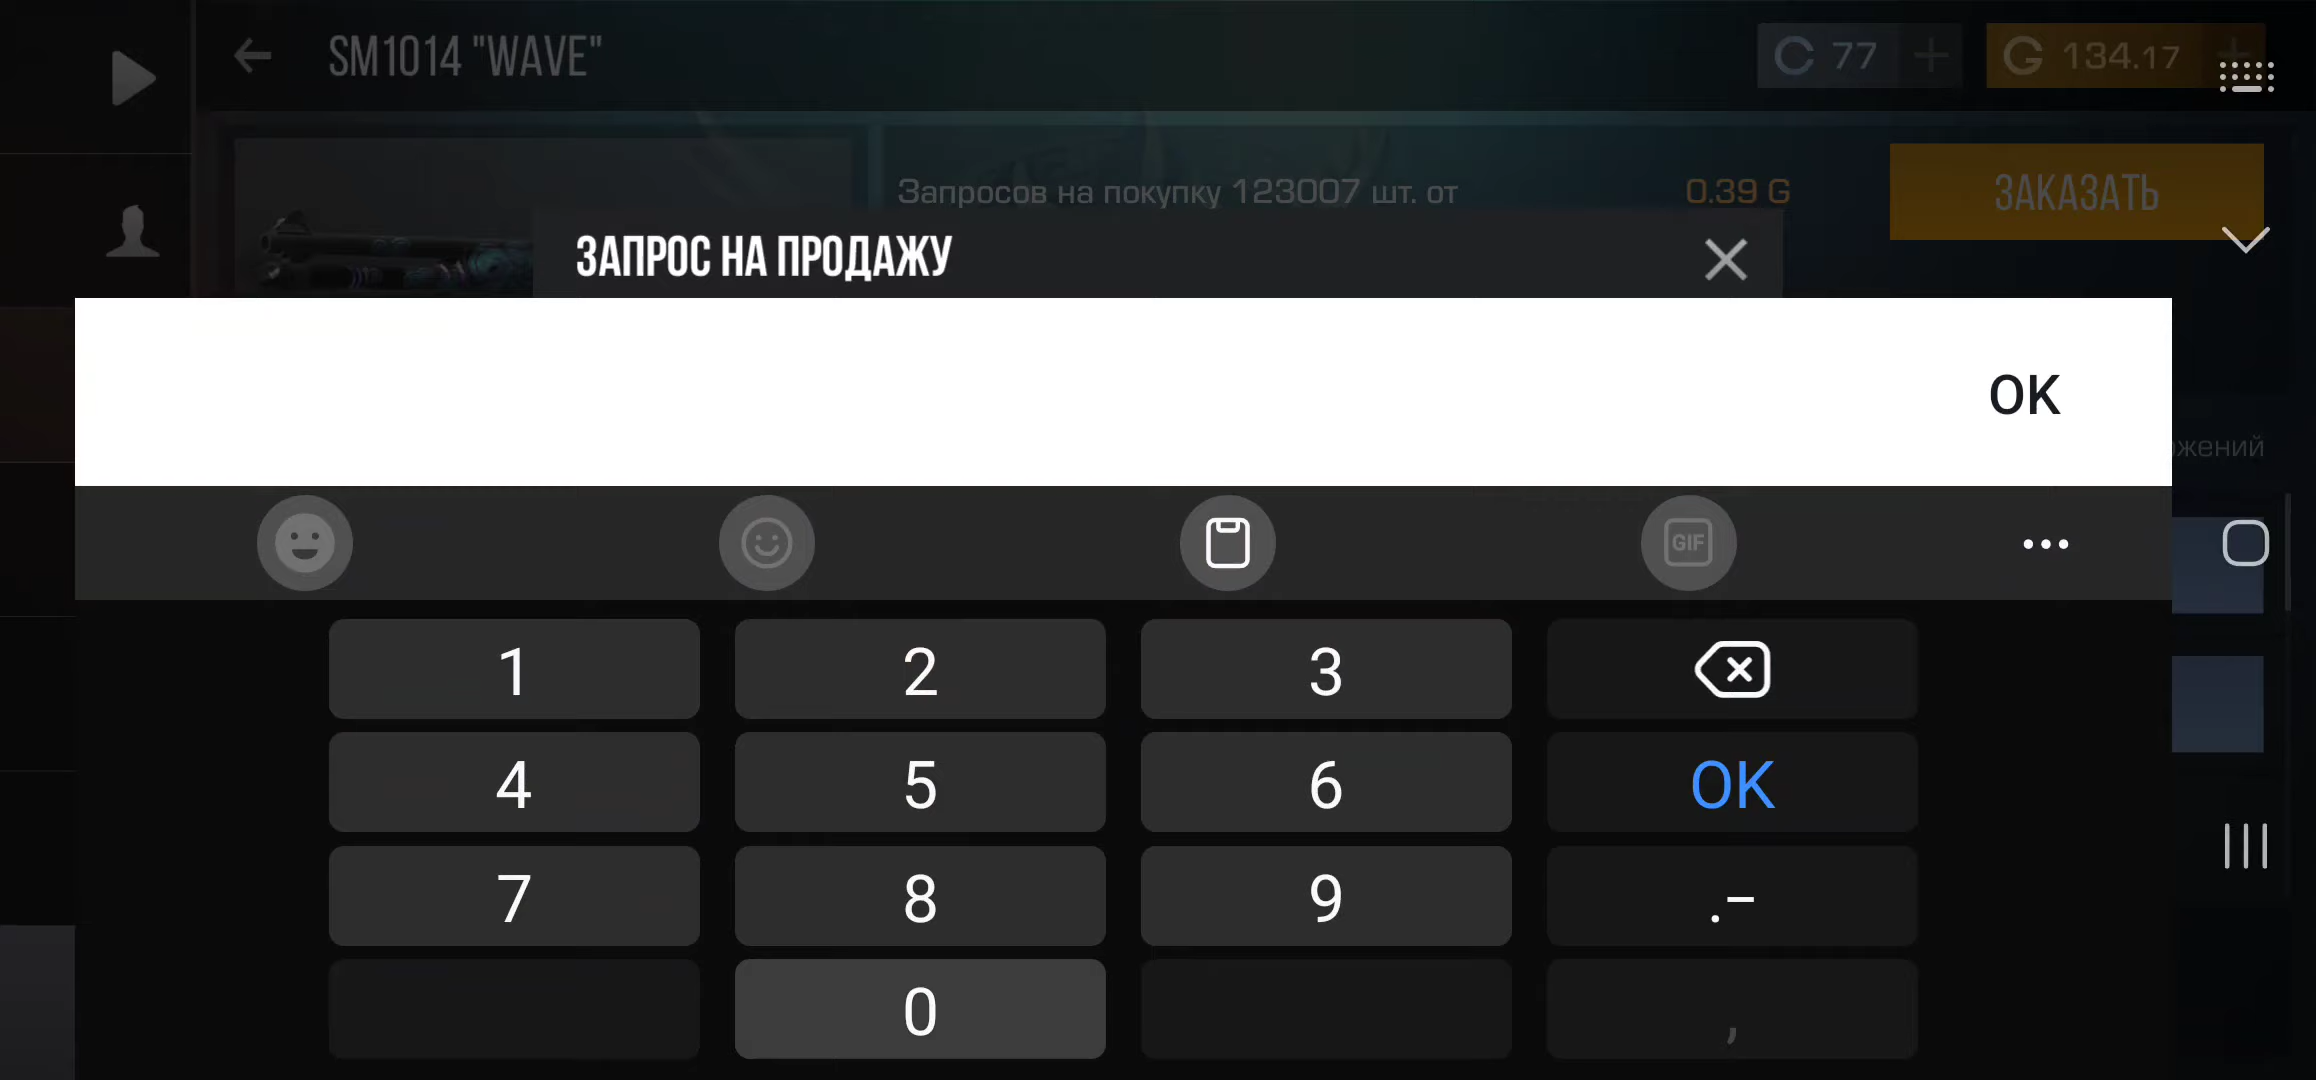 SM1014 "WAVE"
C 77 +
G 134.17 +
Запросов на покупку 123007 шт. от 0.39 G
ЗАКАЗАТЬ
ЗАПРОС НА ПРОДАЖУ
OK
жений
GIF
1 2 3
4 5 6 OK
7 8 9 .-
0 ,